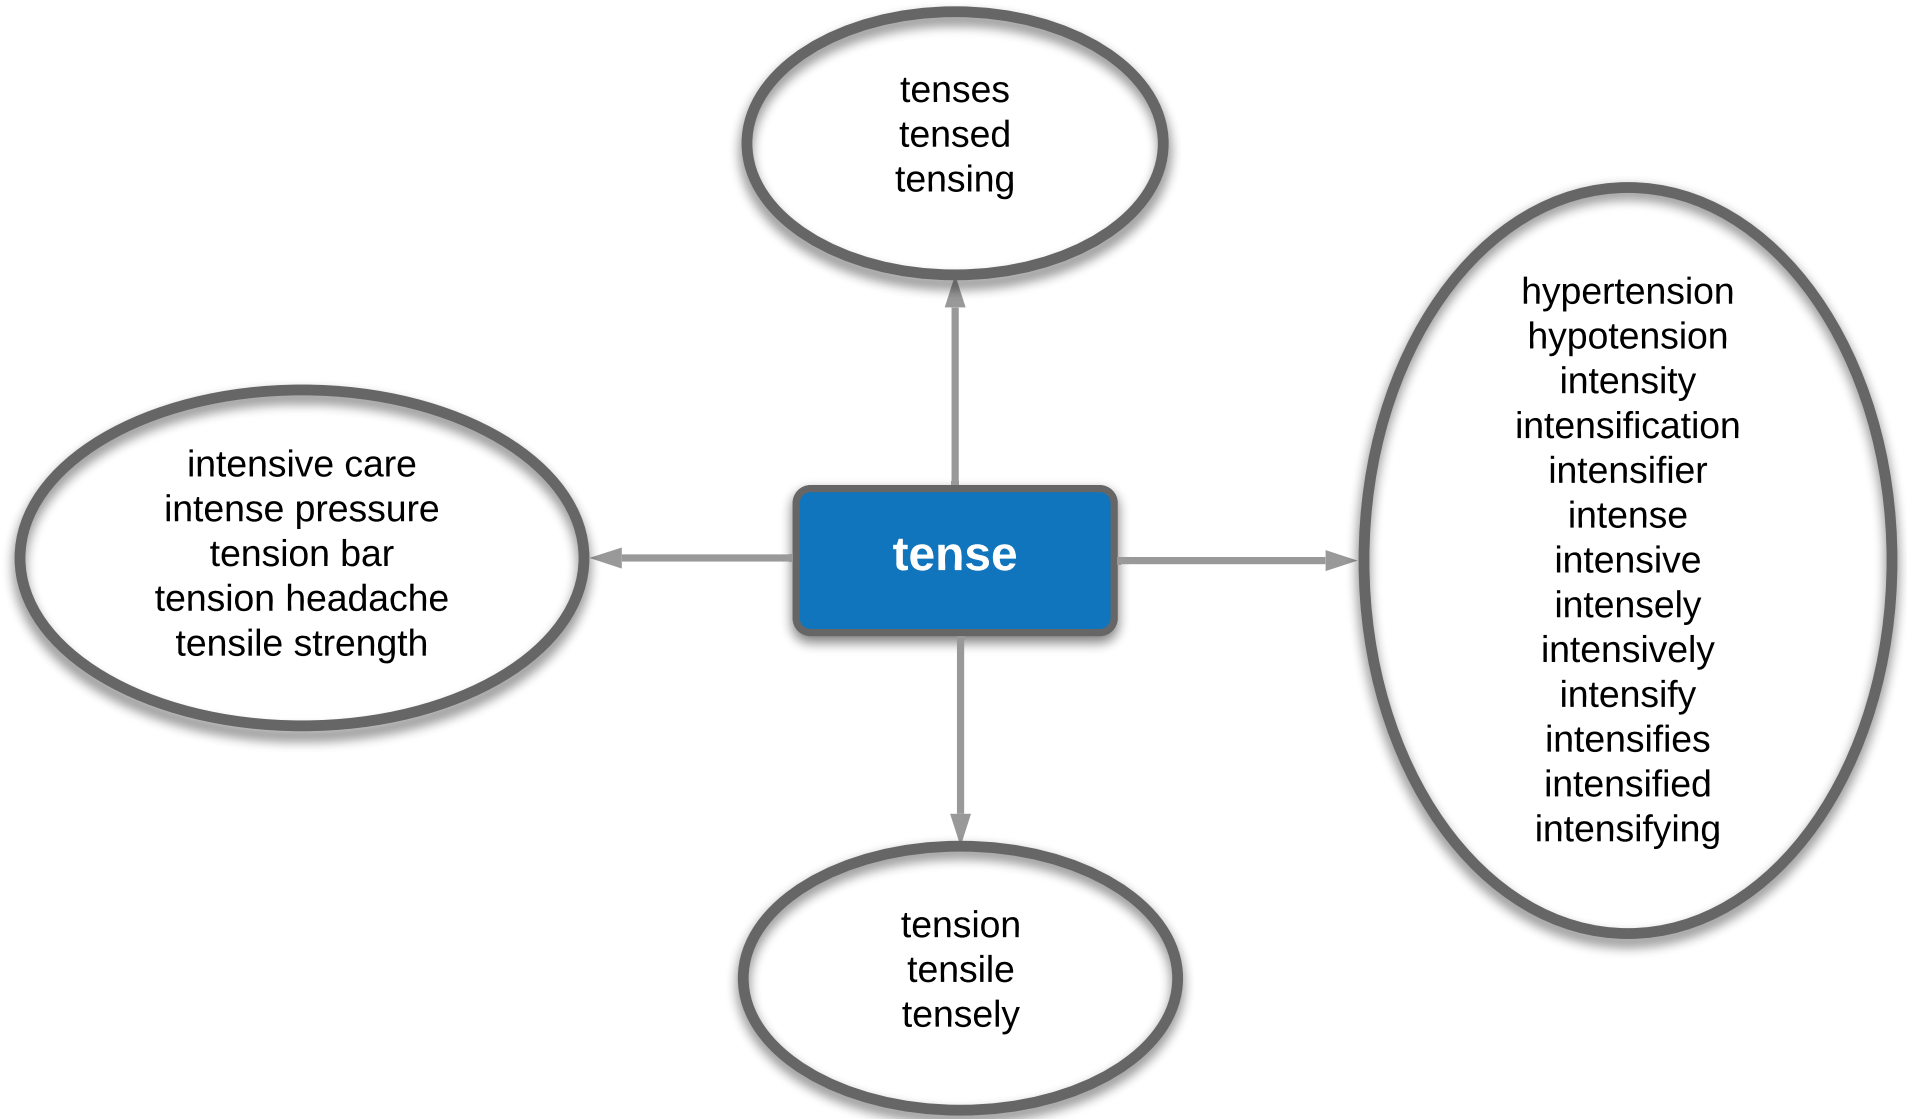 tenses
tensed
tensing
intensive care
intense pressure
tension bar
tension headache
tensile strength
tense
hypertension
hypotension
intensity
intensification
intensifier
intense
intensive
intensely
intensively
intensify
intensifies
intensified
intensifying
tension
tensile
tensely